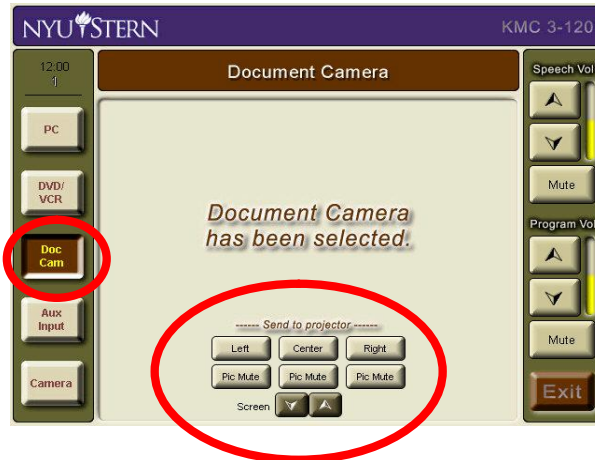 NYU STERN
KMC 3-120
12:00
1
PC
DVD/
VCR
Doc
Cam
Aux
Input
Camera
Document Camera
Document Camera
has been selected.
------ Send to projector ------
Left Center Right
Pic Mute Pic Mute Pic Mute
Screen
Speech Vol
Mute
Program Vol
Mute
Exit